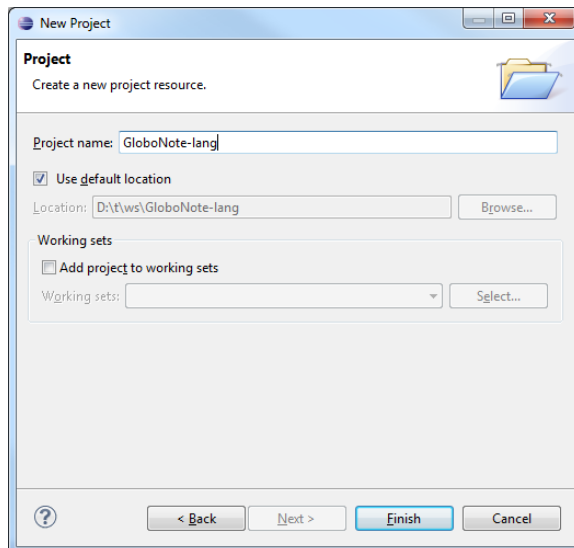 New Project
Project
Create a new project resource.
Project name: GloboNote-lang
Use default location
Location: D:\t\ws\GloboNote-lang Browse...
Working sets
Add project to working sets
Working sets: Select...
? < Back Next > Finish Cancel